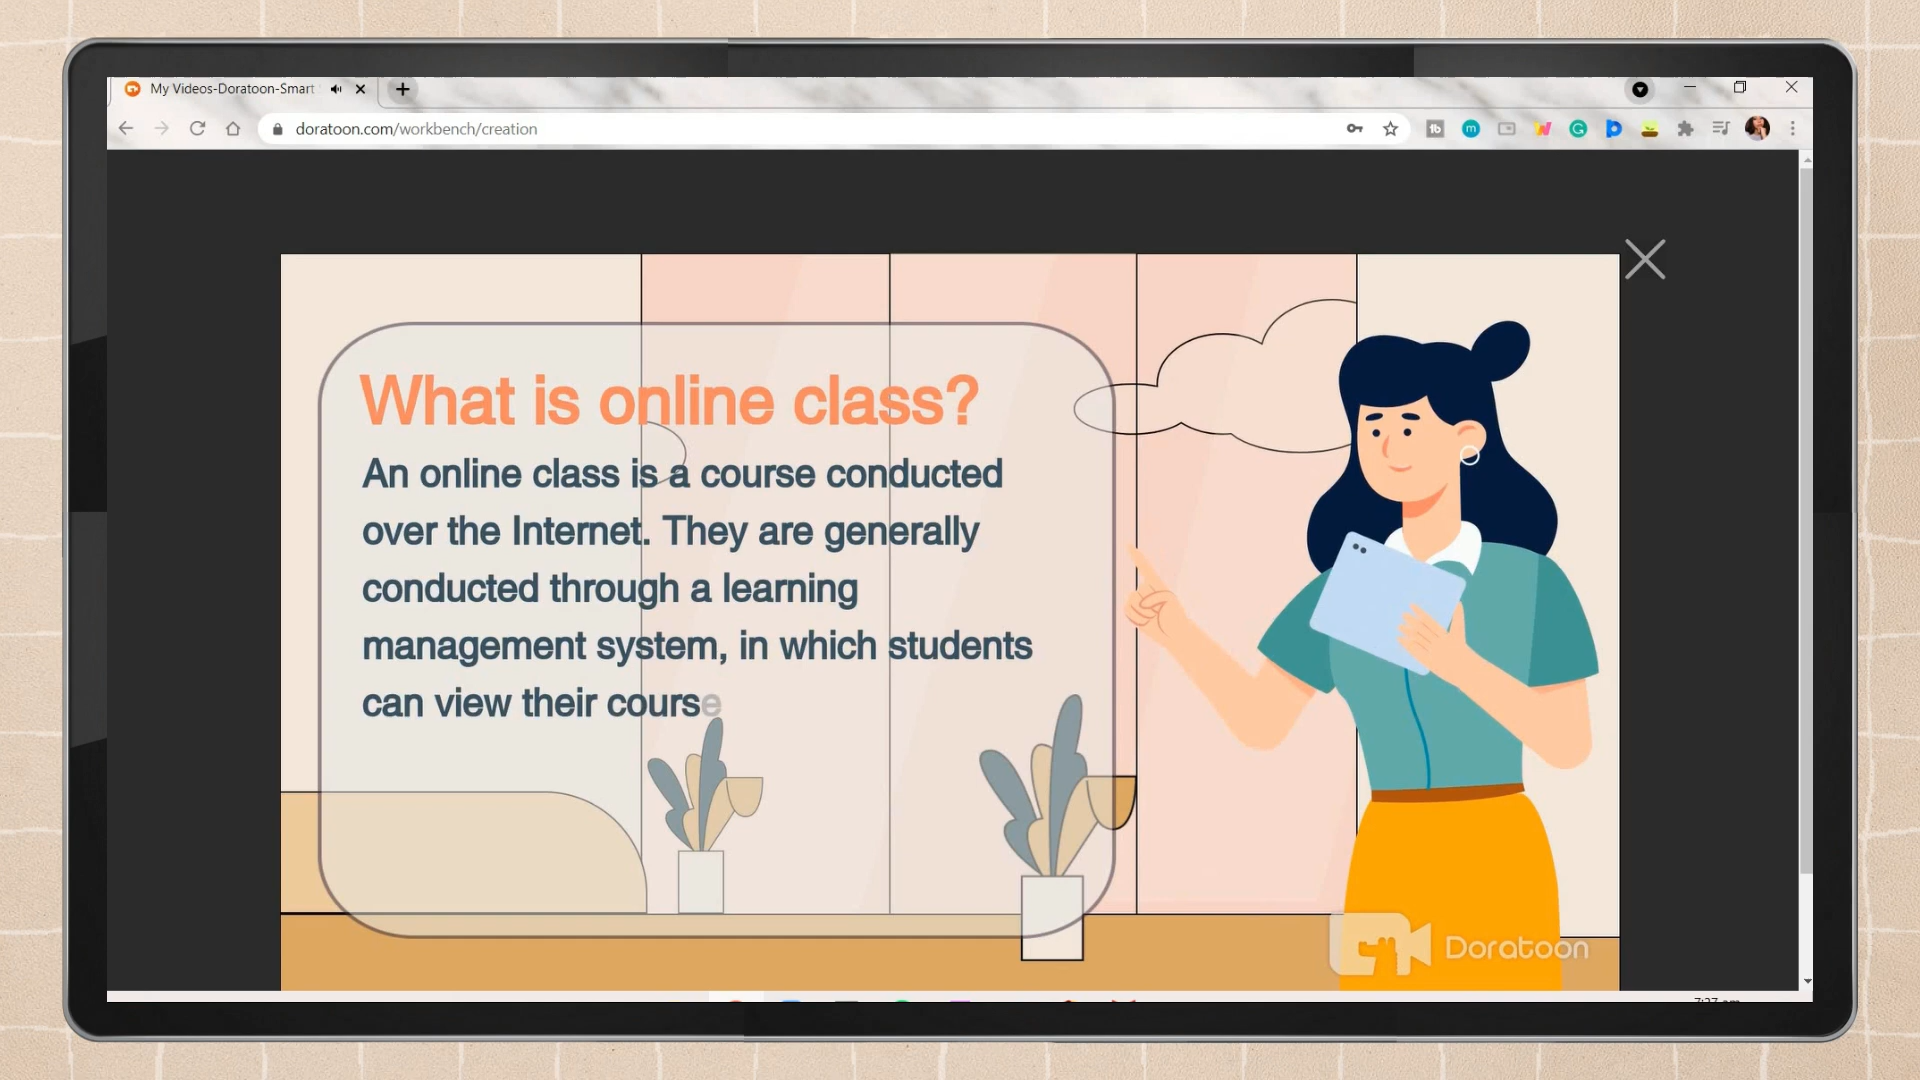 My Videos-Doratoon-Smart
doratoon.com/workbench/creation
What is online class?
An online class is a course conducted
over the Internet. They are generally
conducted through a learning
management system, in which students
can view their course
Doratoon